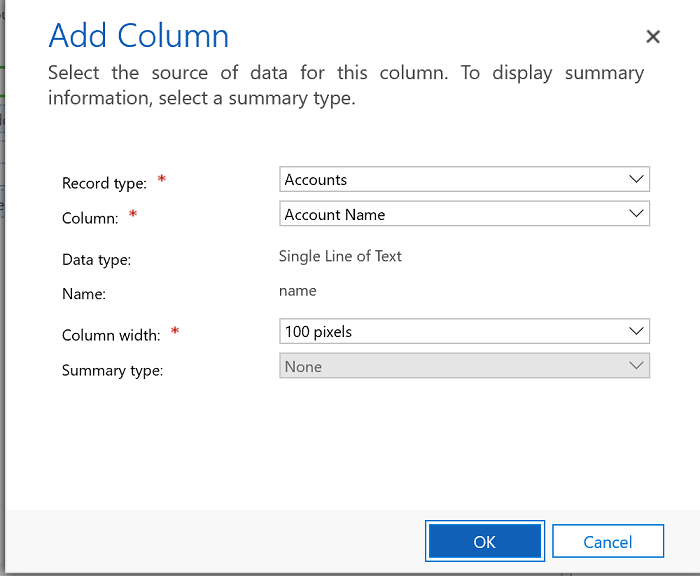 Add Column
Select the source of data for this column. To display summary
information, select a summary type.
Record type: * Accounts
Column: * Account Name
Data type: Single Line of Text
Name: name
Column width: * 100 pixels
Summary type: None
OK Cancel